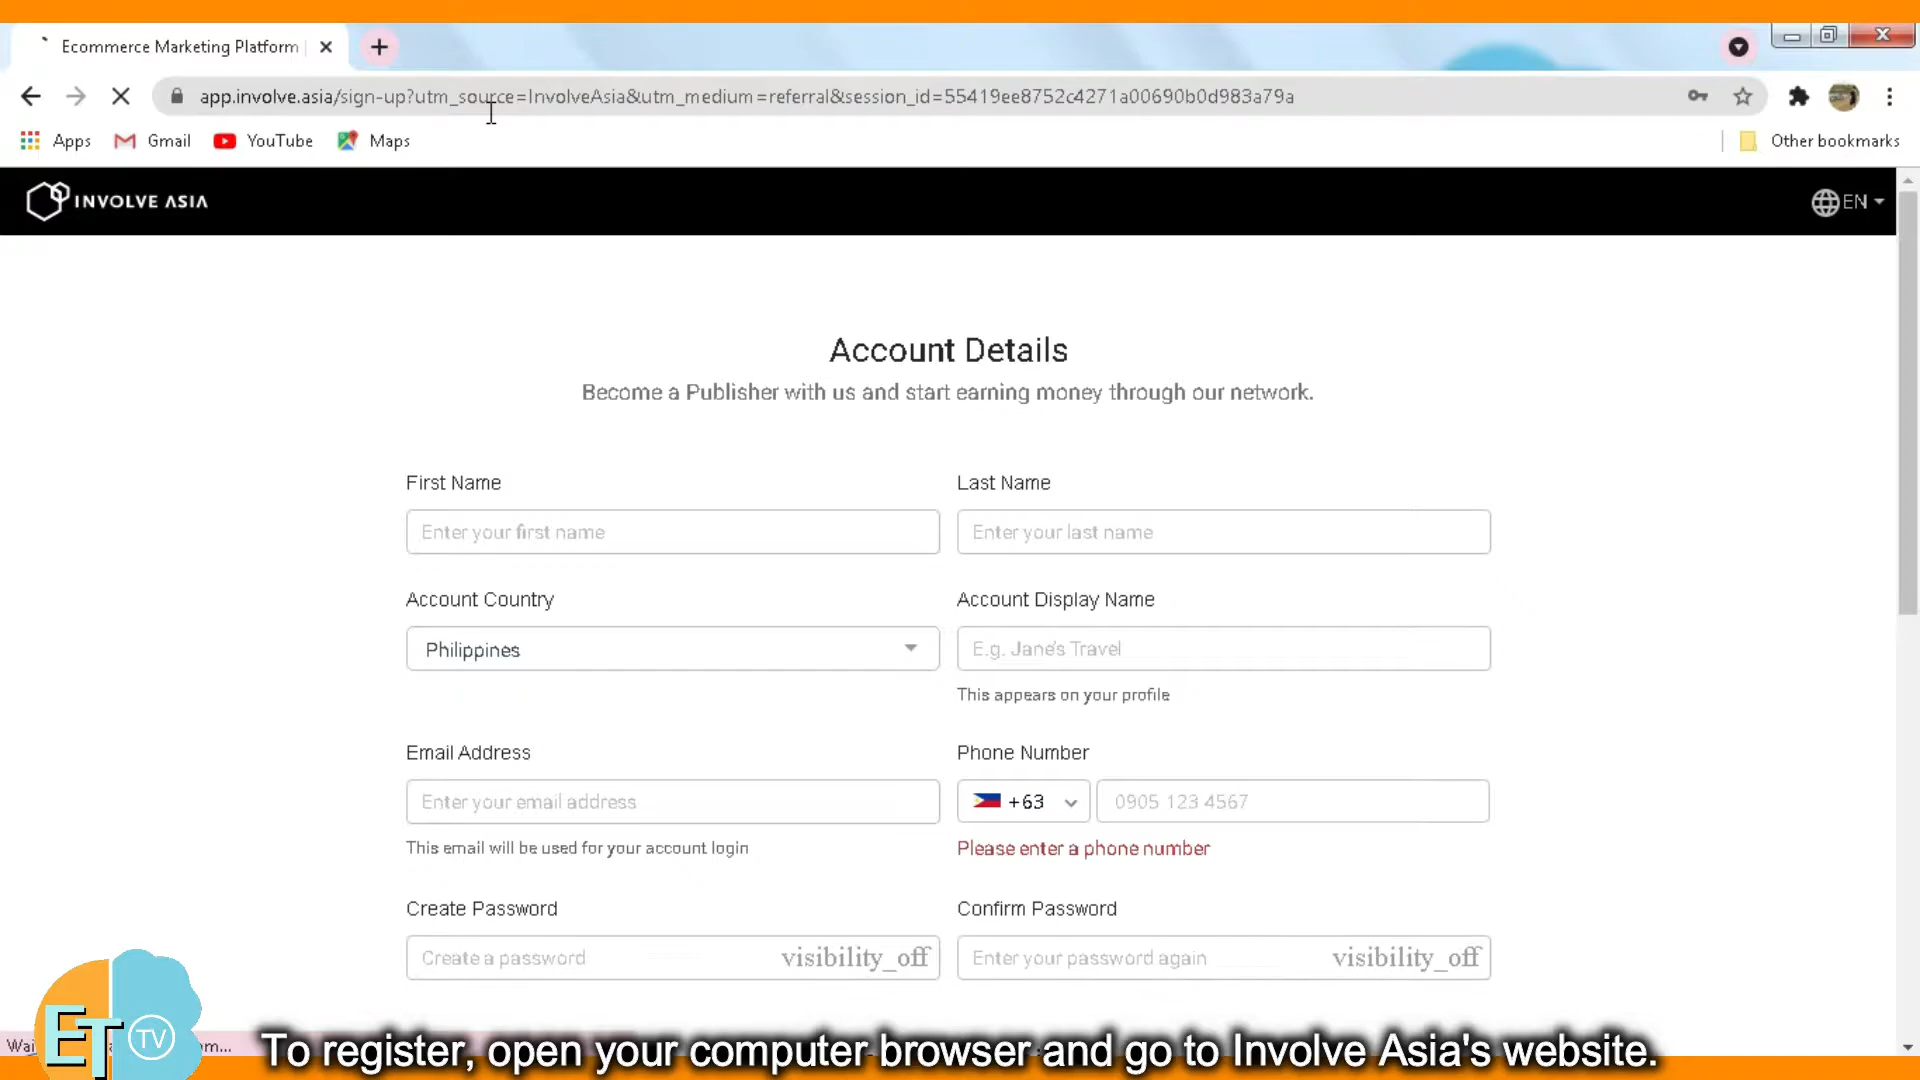 Ecommerce Marketing Platform
app.involve.asia/sign-up?utm_source=InvolveAsia&utm_medium=referral&session_id=55419ee8752c4271a00690b0d983a79a
Apps Gmail YouTube Maps Other bookmarks
INVOLVE ASIA EN
Account Details
Become a Publisher with us and start earning money through our network.
First Name Last Name
Enter your first name Enter your last name
Account Country Account Display Name
Philippines E.g. Jane's Travel
This appears on your profile
Email Address Phone Number
Enter your email address +63 0905 123 4567
This email will be used for your account login Please enter a phone number
Create Password Confirm Password
Create a password visibility_off Enter your password again visibility_off
ET TV
To register, open your computer browser and go to Involve Asia's website.